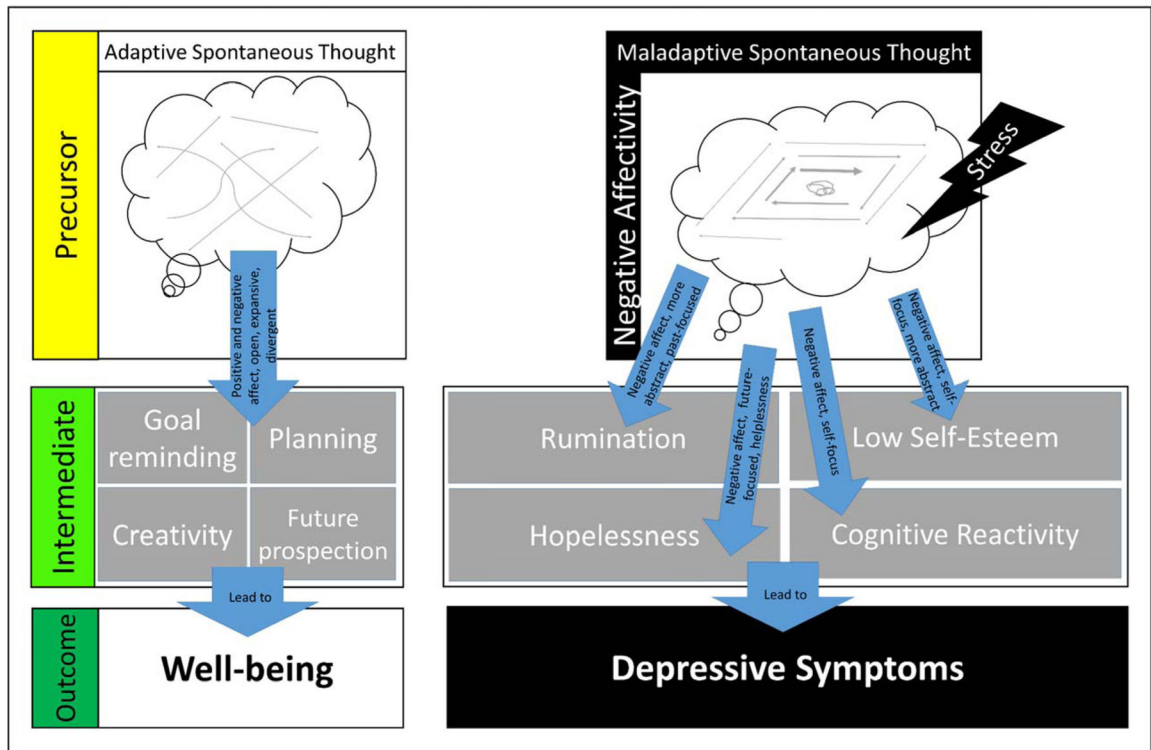 Precursor
Adaptive Spontaneous Thought
Positive and negative
affect, open, expansive,
divergent
Maladaptive Spontaneous Thought
Negative Affectivity
Stress
Negative affect, more
abstract, past-focused
Negative affect, future-
focused, helplessness
Negative affect, self-focus
Negative affect, self-
focus, more abstract
Intermediate
Goal
reminding
Planning
Creativity
Future
prospection
Rumination
Low Self-Esteem
Hopelessness
Cognitive Reactivity
Lead to
Lead to
Outcome
Well-being
Depressive Symptoms